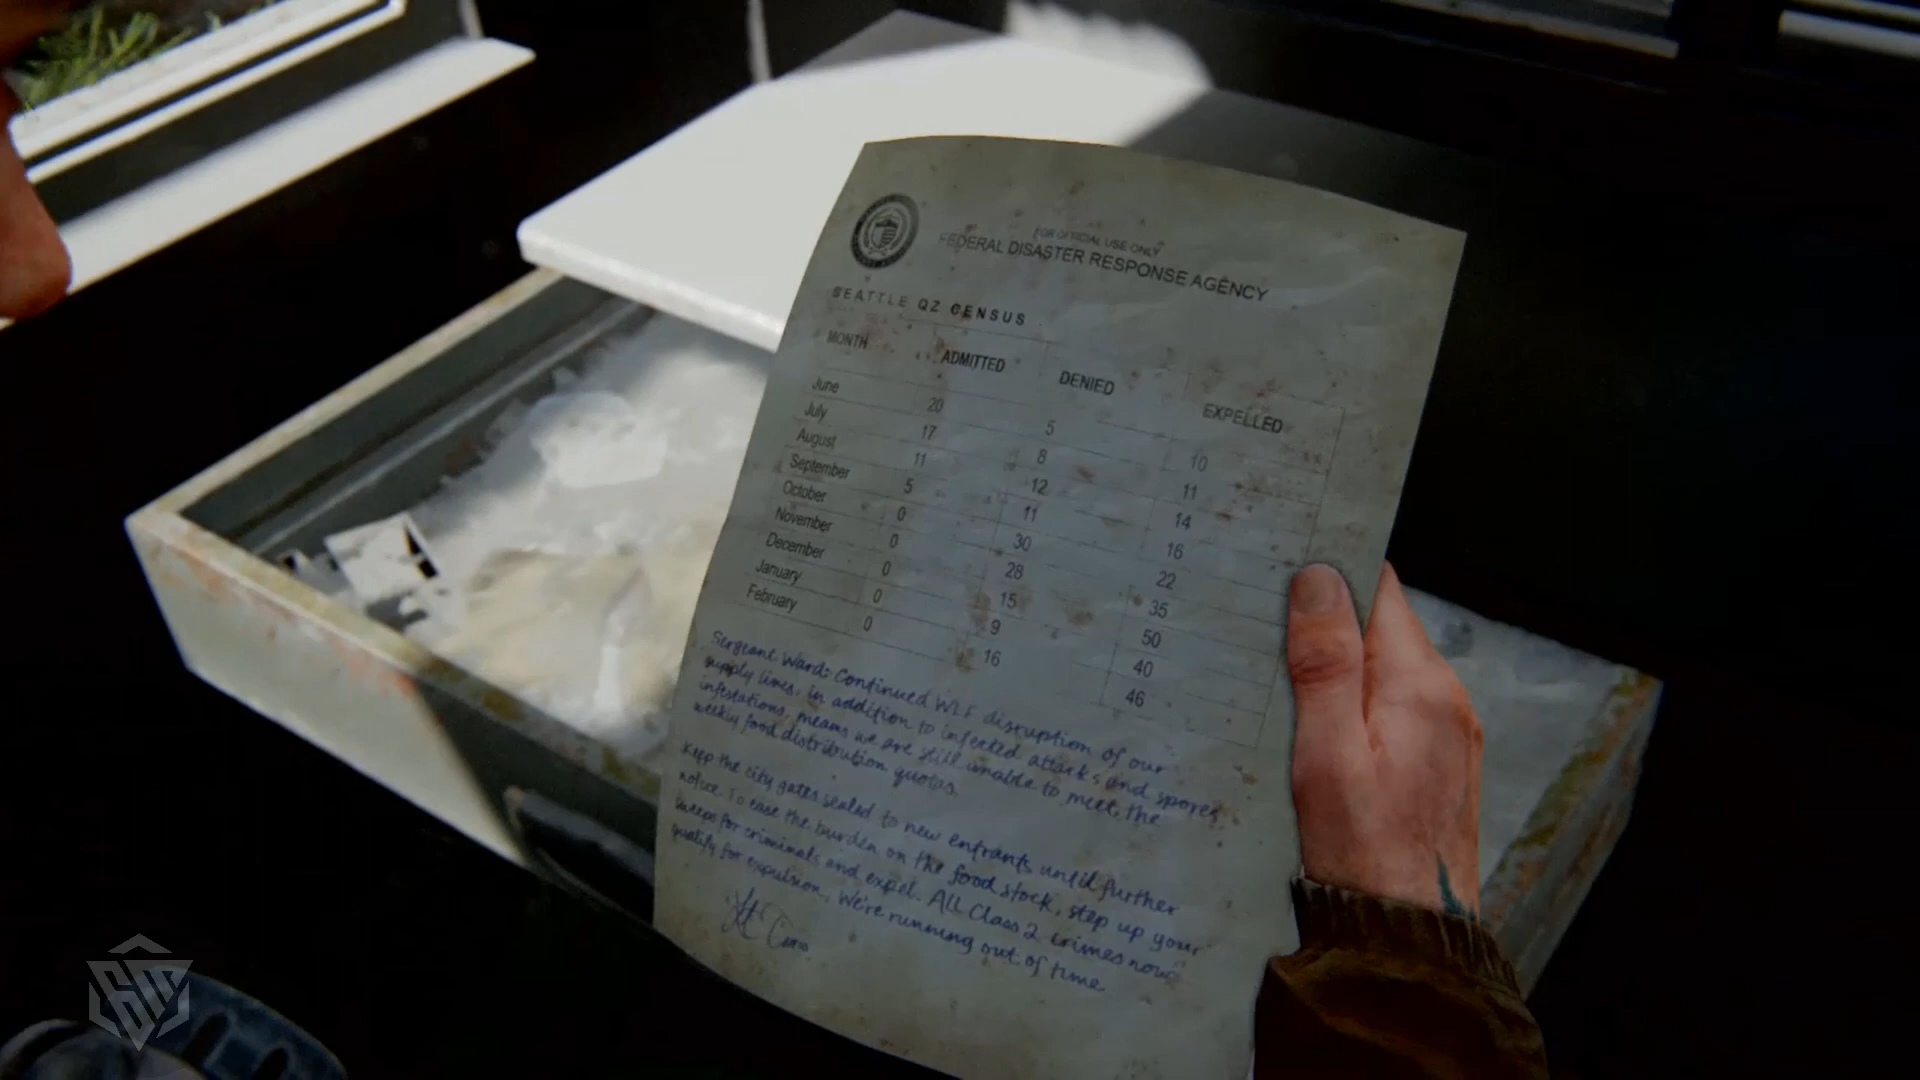 FOR OFFICIAL USE ONLY
FEDERAL DISASTER RESPONSE AGENCY
SEATTLE QZ CENSUS
MONTH ADMITTED DENIED EXPELLED
June 20 5 10
July 17 8 11
August 11 12 14
September 5 11 16
October 0 30 22
November 0 28 35
December 0 15 50
January 0 9 40
February 0 16 46
Sergeant Ward: Continued WLF disruption of our
supply lines, in addition to infected attacks and spores
infestations, means we are still unable to meet the
weekly food distribution quotas.
Keep the city gates sealed to new entrants until further
notice. To ease the burden on the food stock, step up your
sweeps for criminals and expel. All Class 2 crimes now
qualify for expulsion. We're running out of time